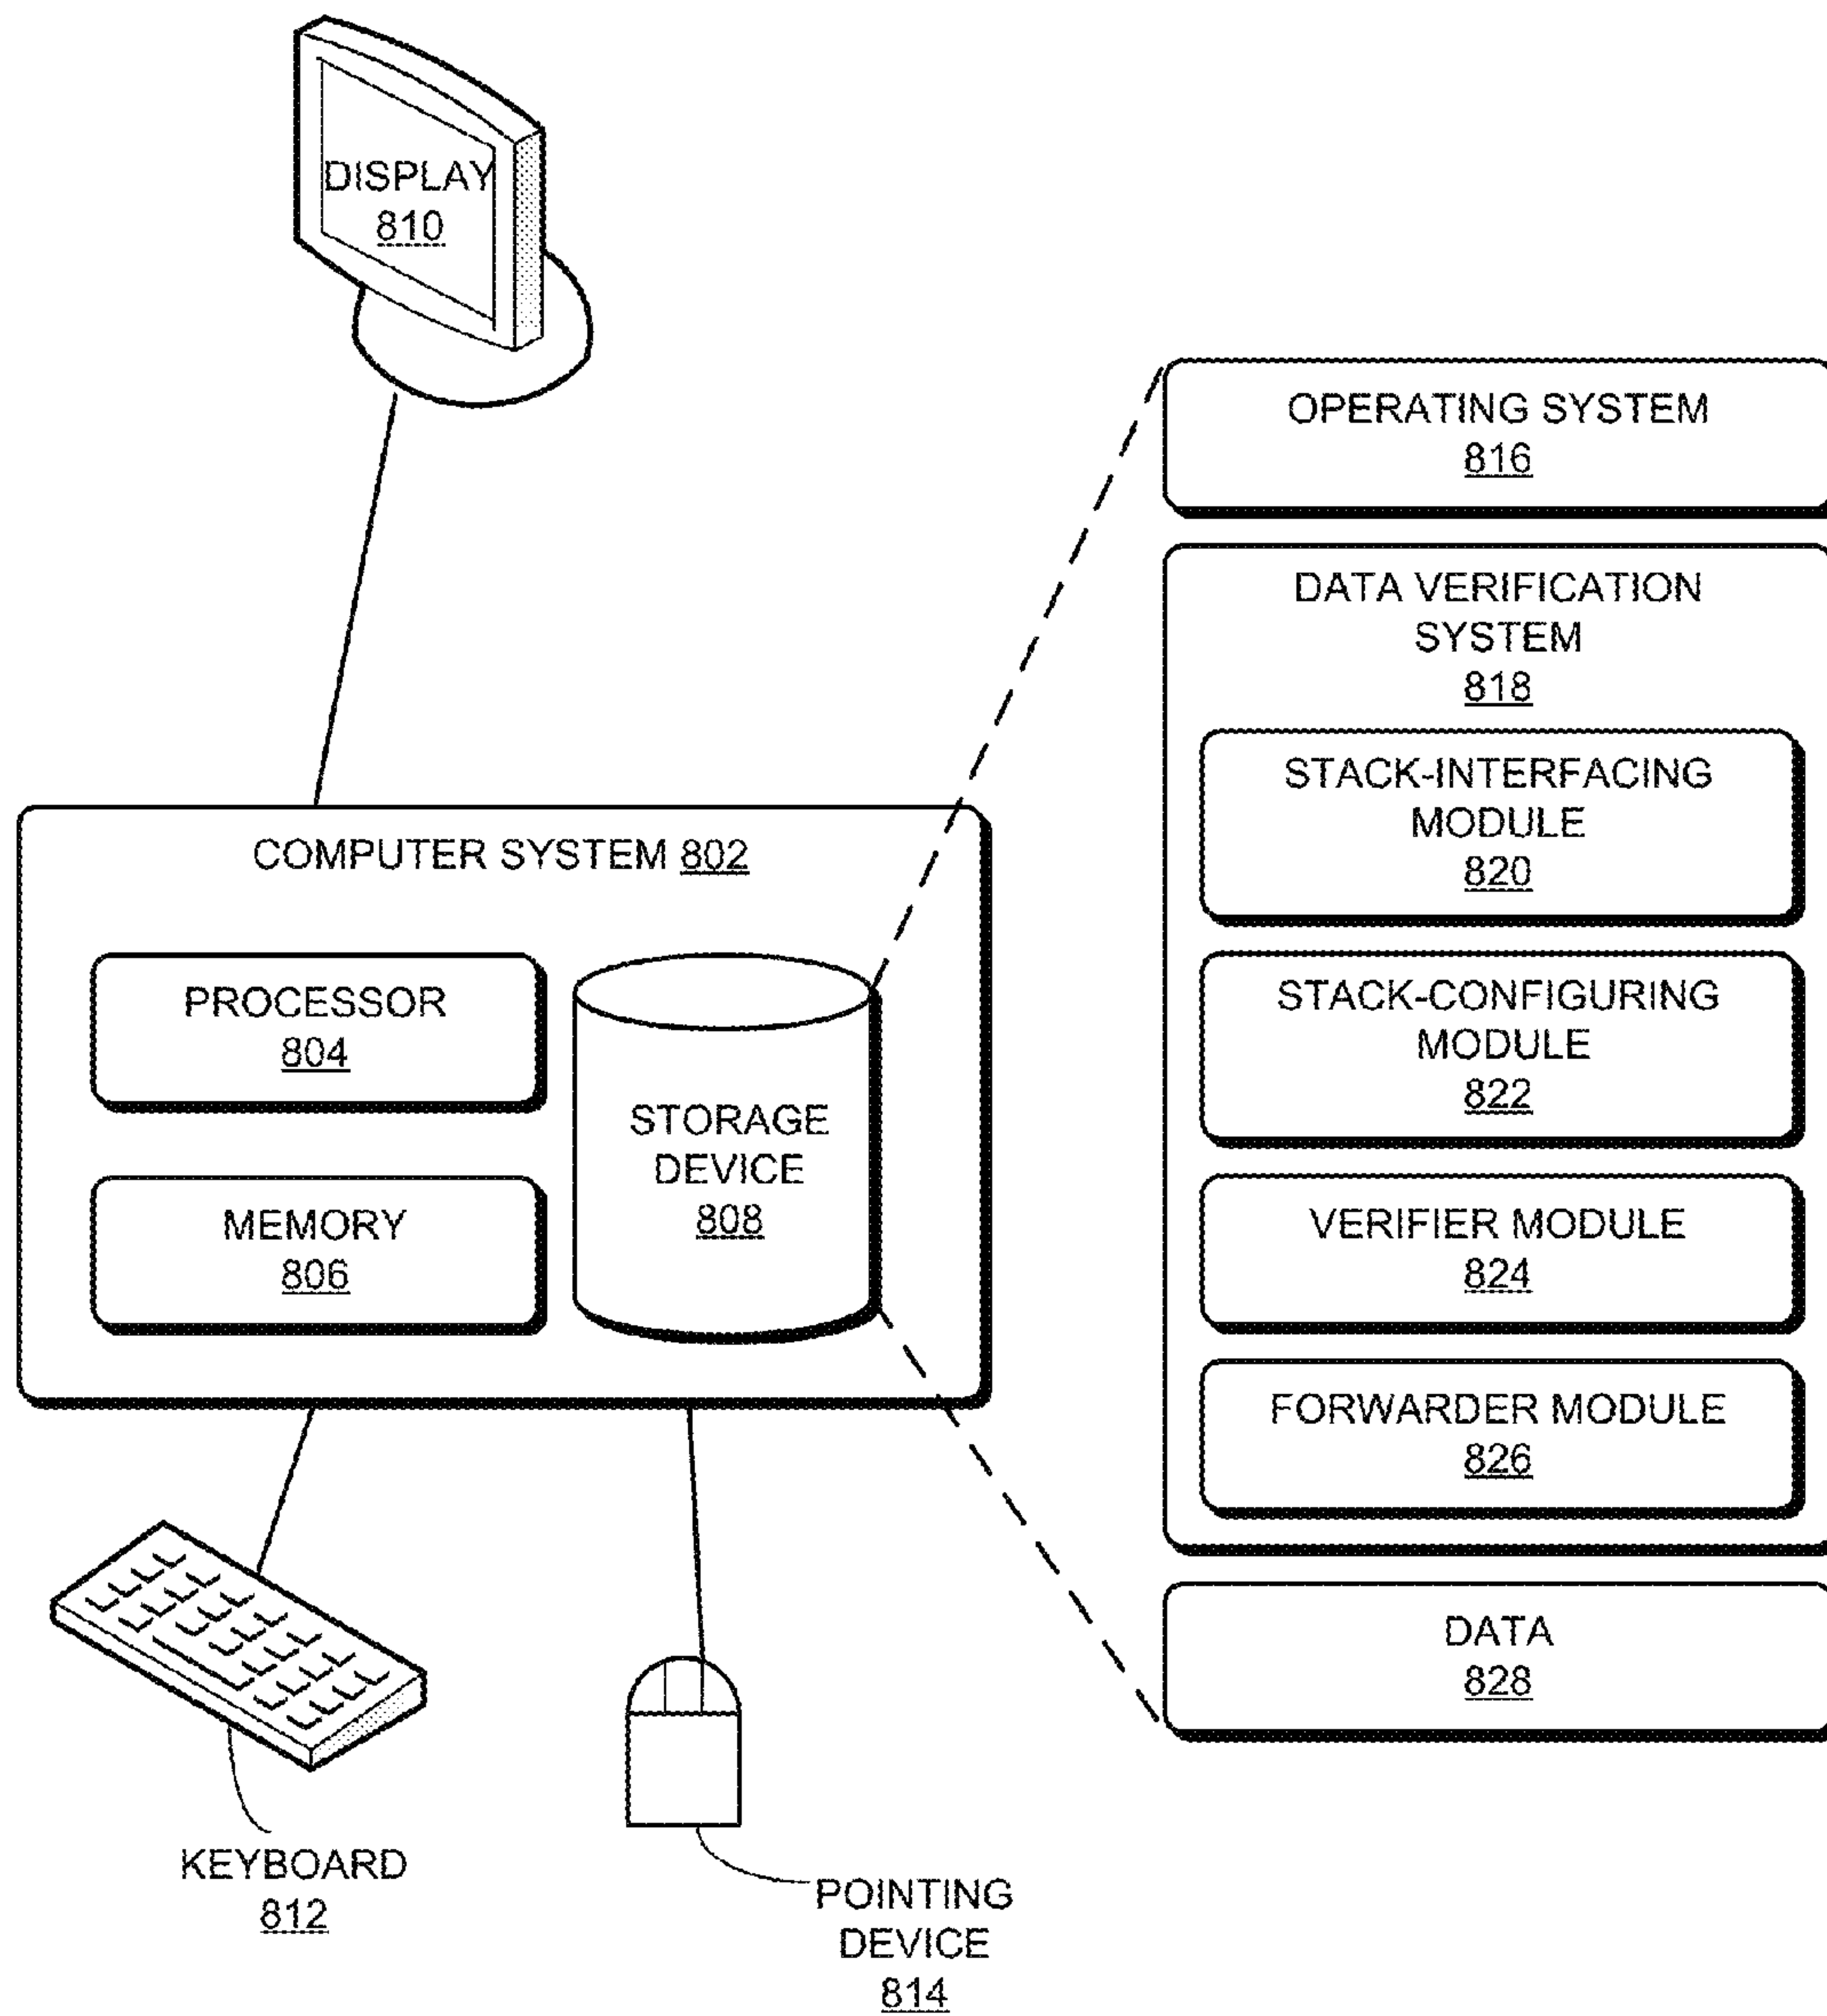 DISPLAY
810
COMPUTER SYSTEM 802
PROCESSOR
804
MEMORY
806
STORAGE
DEVICE
808
KEYBOARD
812
POINTING
DEVICE
814
OPERATING SYSTEM
816
DATA VERIFICATION
SYSTEM
818
STACK-INTERFACING
MODULE
820
STACK-CONFIGURING
MODULE
822
VERIFIER MODULE
824
FORWARDER MODULE
826
DATA
828